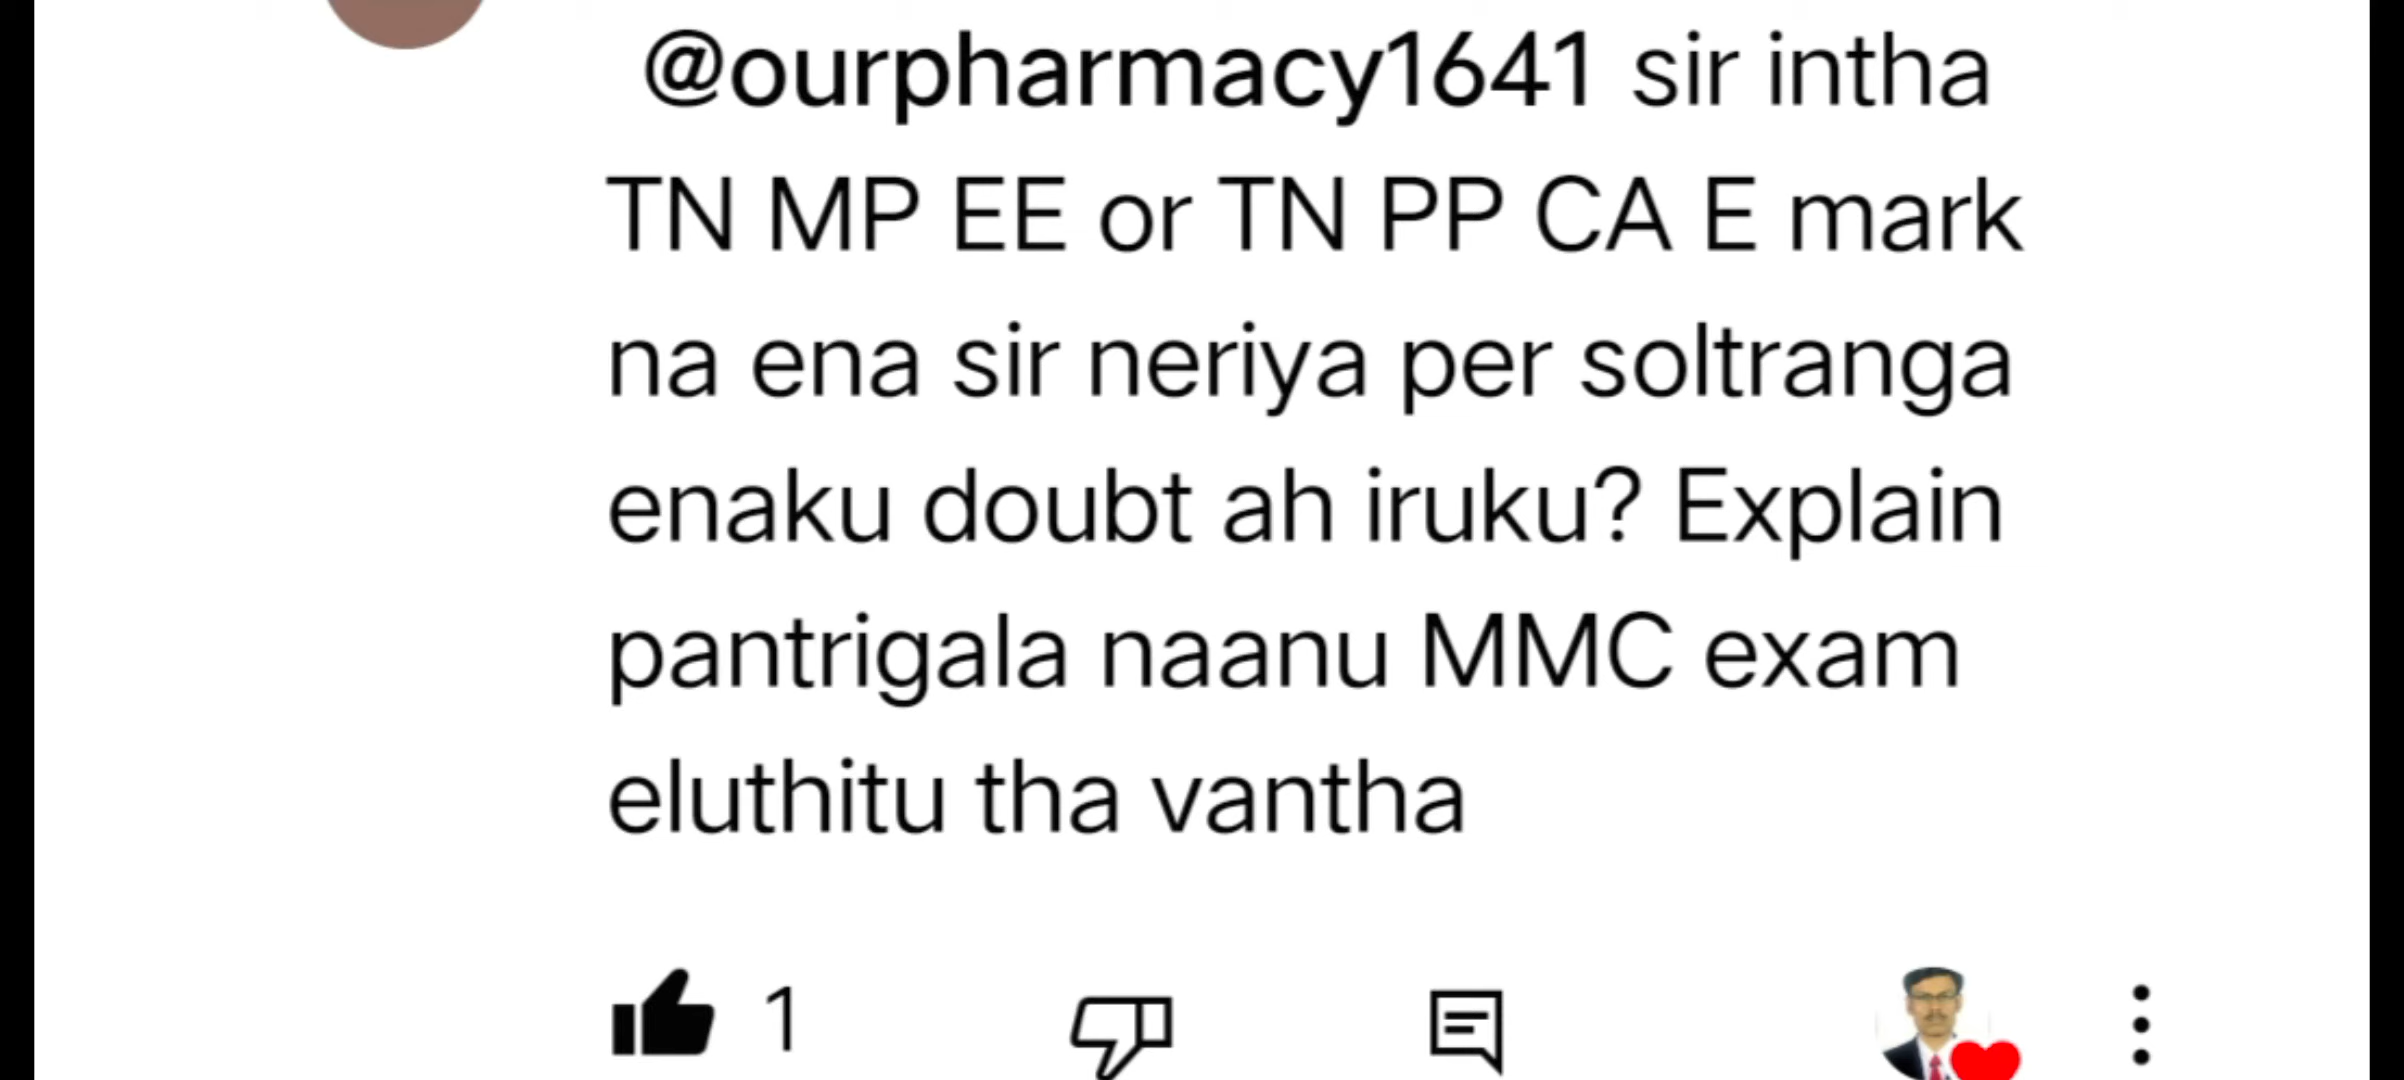 @ourpharmacy1641 sir intha
TN MP EE or TN PP CA E mark
na ena sir neriya per soltranga
enaku doubt ah iruku? Explain
pantrigala naanu MMC exam
eluthitu tha vantha
1